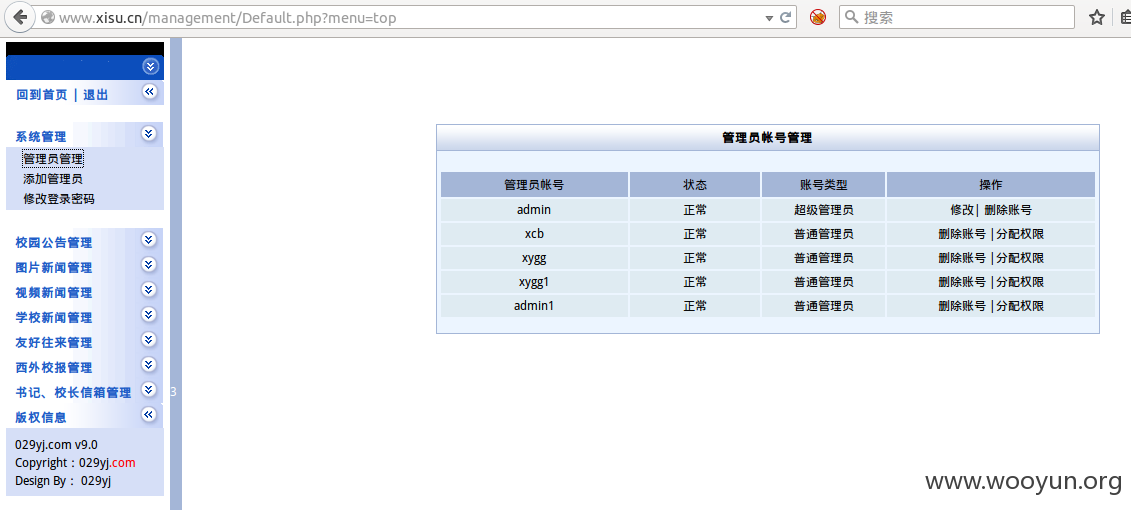 www.xisu.cn/management/Default.php?menu=top
搜索
回到首页 | 退出
系统管理
管理员管理
添加管理员
修改登录密码
校园公告管理
图片新闻管理
视频新闻管理
学校新闻管理
友好往来管理
西外校报管理
书记、校长信箱管理
版权信息
029yj.com v9.0
Copyright：029yj.com
Design By： 029yj
3
管理员帐号管理
管理员帐号 状态 账号类型 操作
admin 正常 超级管理员 修改| 删除账号
xcb 正常 普通管理员 删除账号 |分配权限
xygg 正常 普通管理员 删除账号 |分配权限
xygg1 正常 普通管理员 删除账号 |分配权限
admin1 正常 普通管理员 删除账号 |分配权限
www.wooyun.org